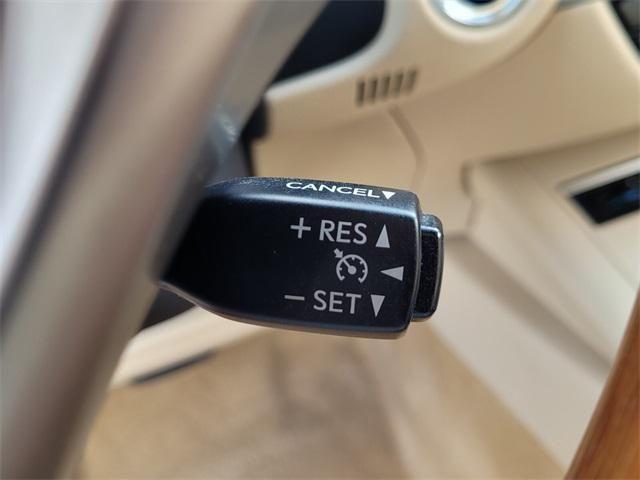 CANCEL▼
+ RES ▲
◀
− SET ▼